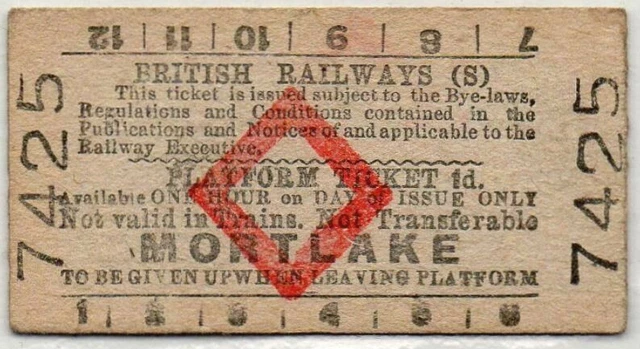 12 | 11 | 10 | 9 | 8 | 7
BRITISH RAILWAYS (S)
This ticket is issued subject to the Bye-laws,
Regulations and Conditions contained in the
Publications and Notices of and applicable to the
Railway Executive.
PLATFORM TICKET 1d.
Available ONE HOUR on DAY of ISSUE ONLY
Not valid in Trains. Not Transferable
MORTLAKE
TO BE GIVEN UP WHEN LEAVING PLATFORM
1 | 2 | 3 | 4 | 5 | 6
7425
7425